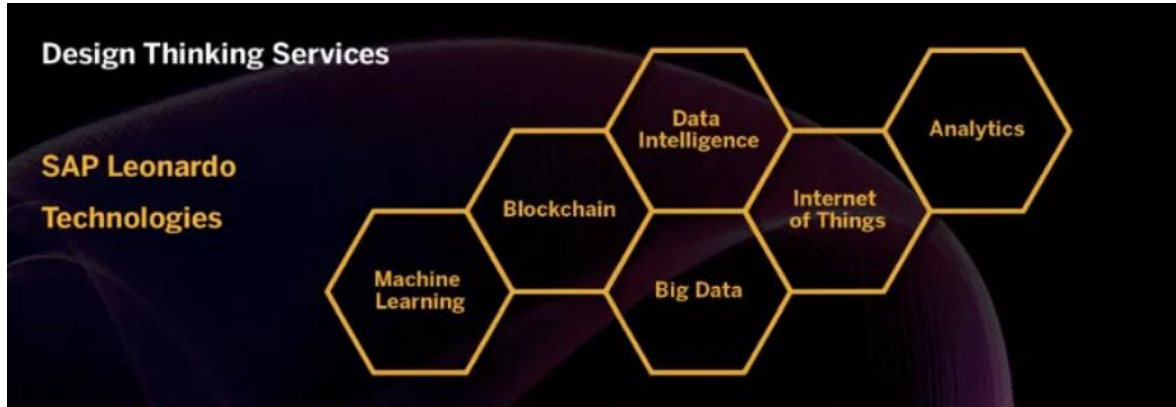 Design Thinking Services
SAP Leonardo
Technologies
Data
Intelligence
Analytics
Blockchain
Internet
of Things
Machine
Learning
Big Data